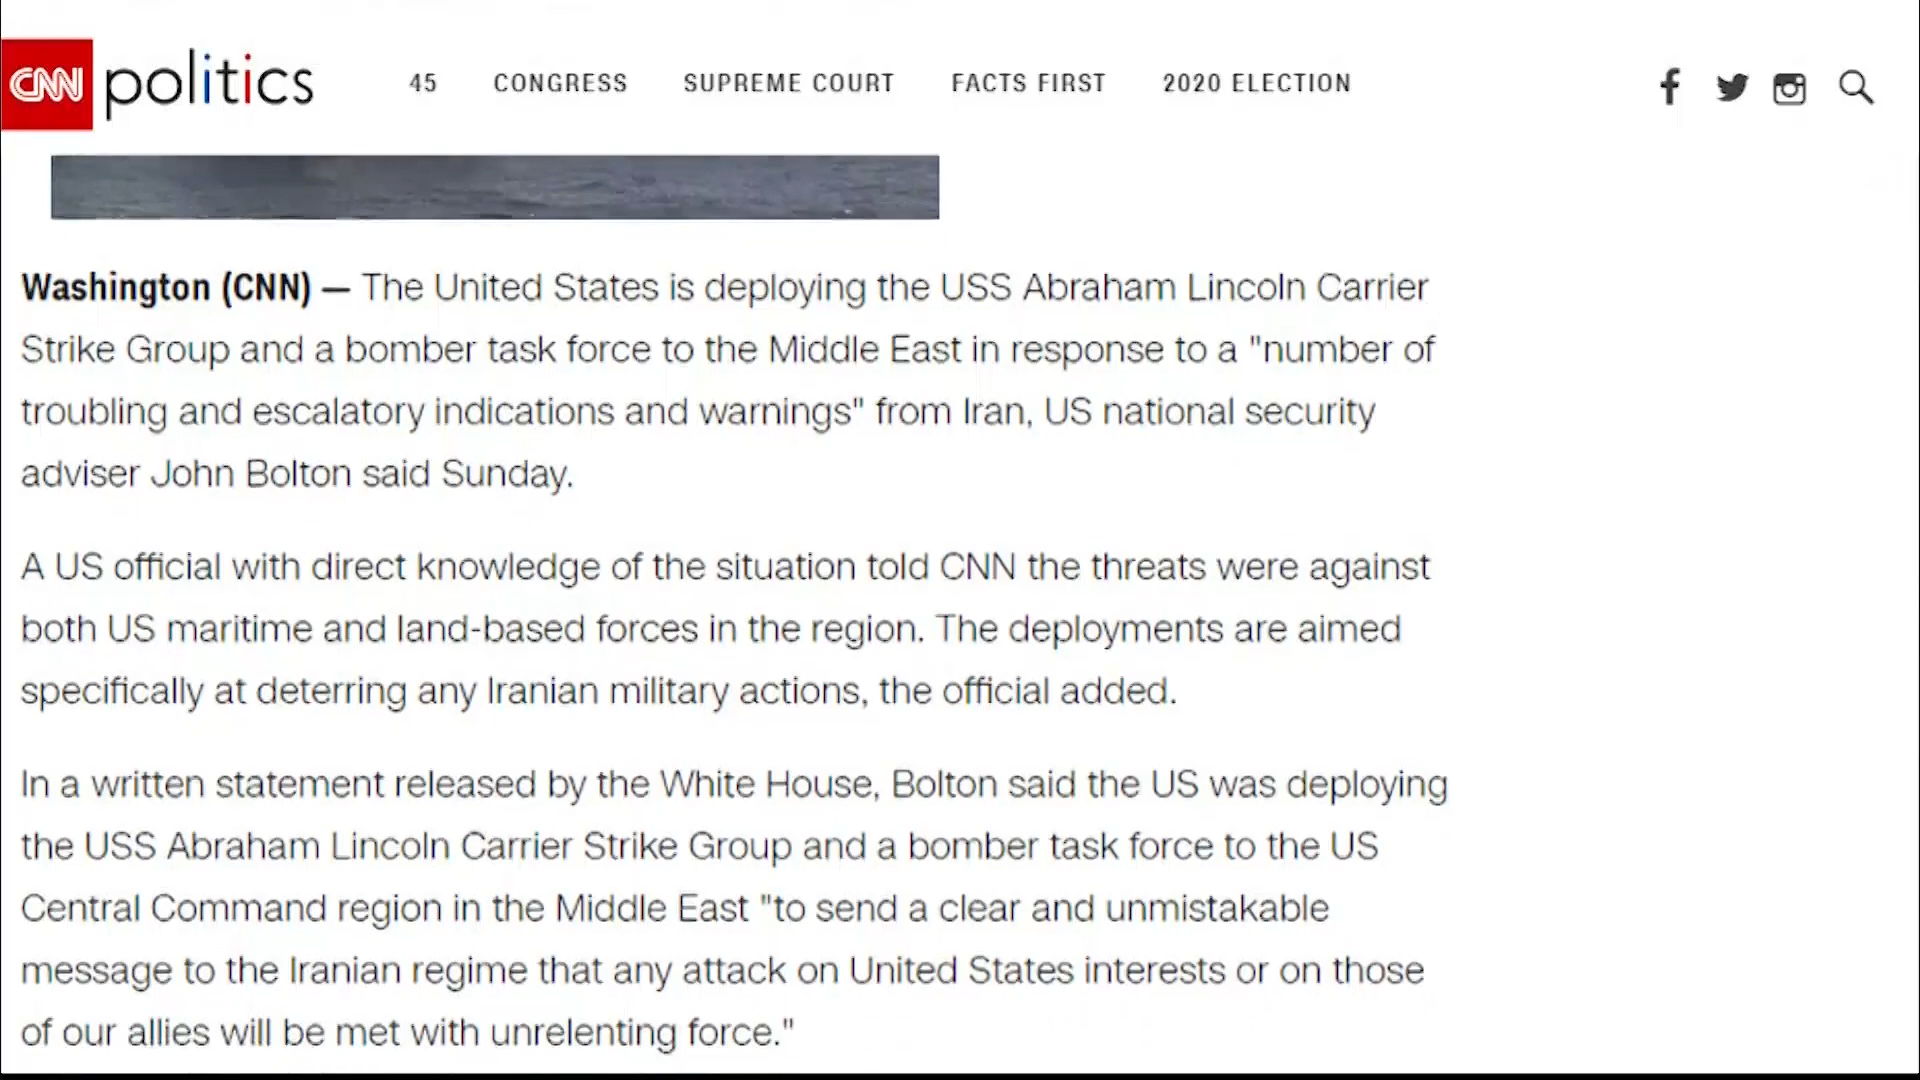 CNN politics 45 CONGRESS SUPREME COURT FACTS FIRST 2020 ELECTION
Washington (CNN) — The United States is deploying the USS Abraham Lincoln Carrier
Strike Group and a bomber task force to the Middle East in response to a "number of
troubling and escalatory indications and warnings" from Iran, US national security
adviser John Bolton said Sunday.
A US official with direct knowledge of the situation told CNN the threats were against
both US maritime and land-based forces in the region. The deployments are aimed
specifically at deterring any Iranian military actions, the official added.
In a written statement released by the White House, Bolton said the US was deploying
the USS Abraham Lincoln Carrier Strike Group and a bomber task force to the US
Central Command region in the Middle East "to send a clear and unmistakable
message to the Iranian regime that any attack on United States interests or on those
of our allies will be met with unrelenting force."